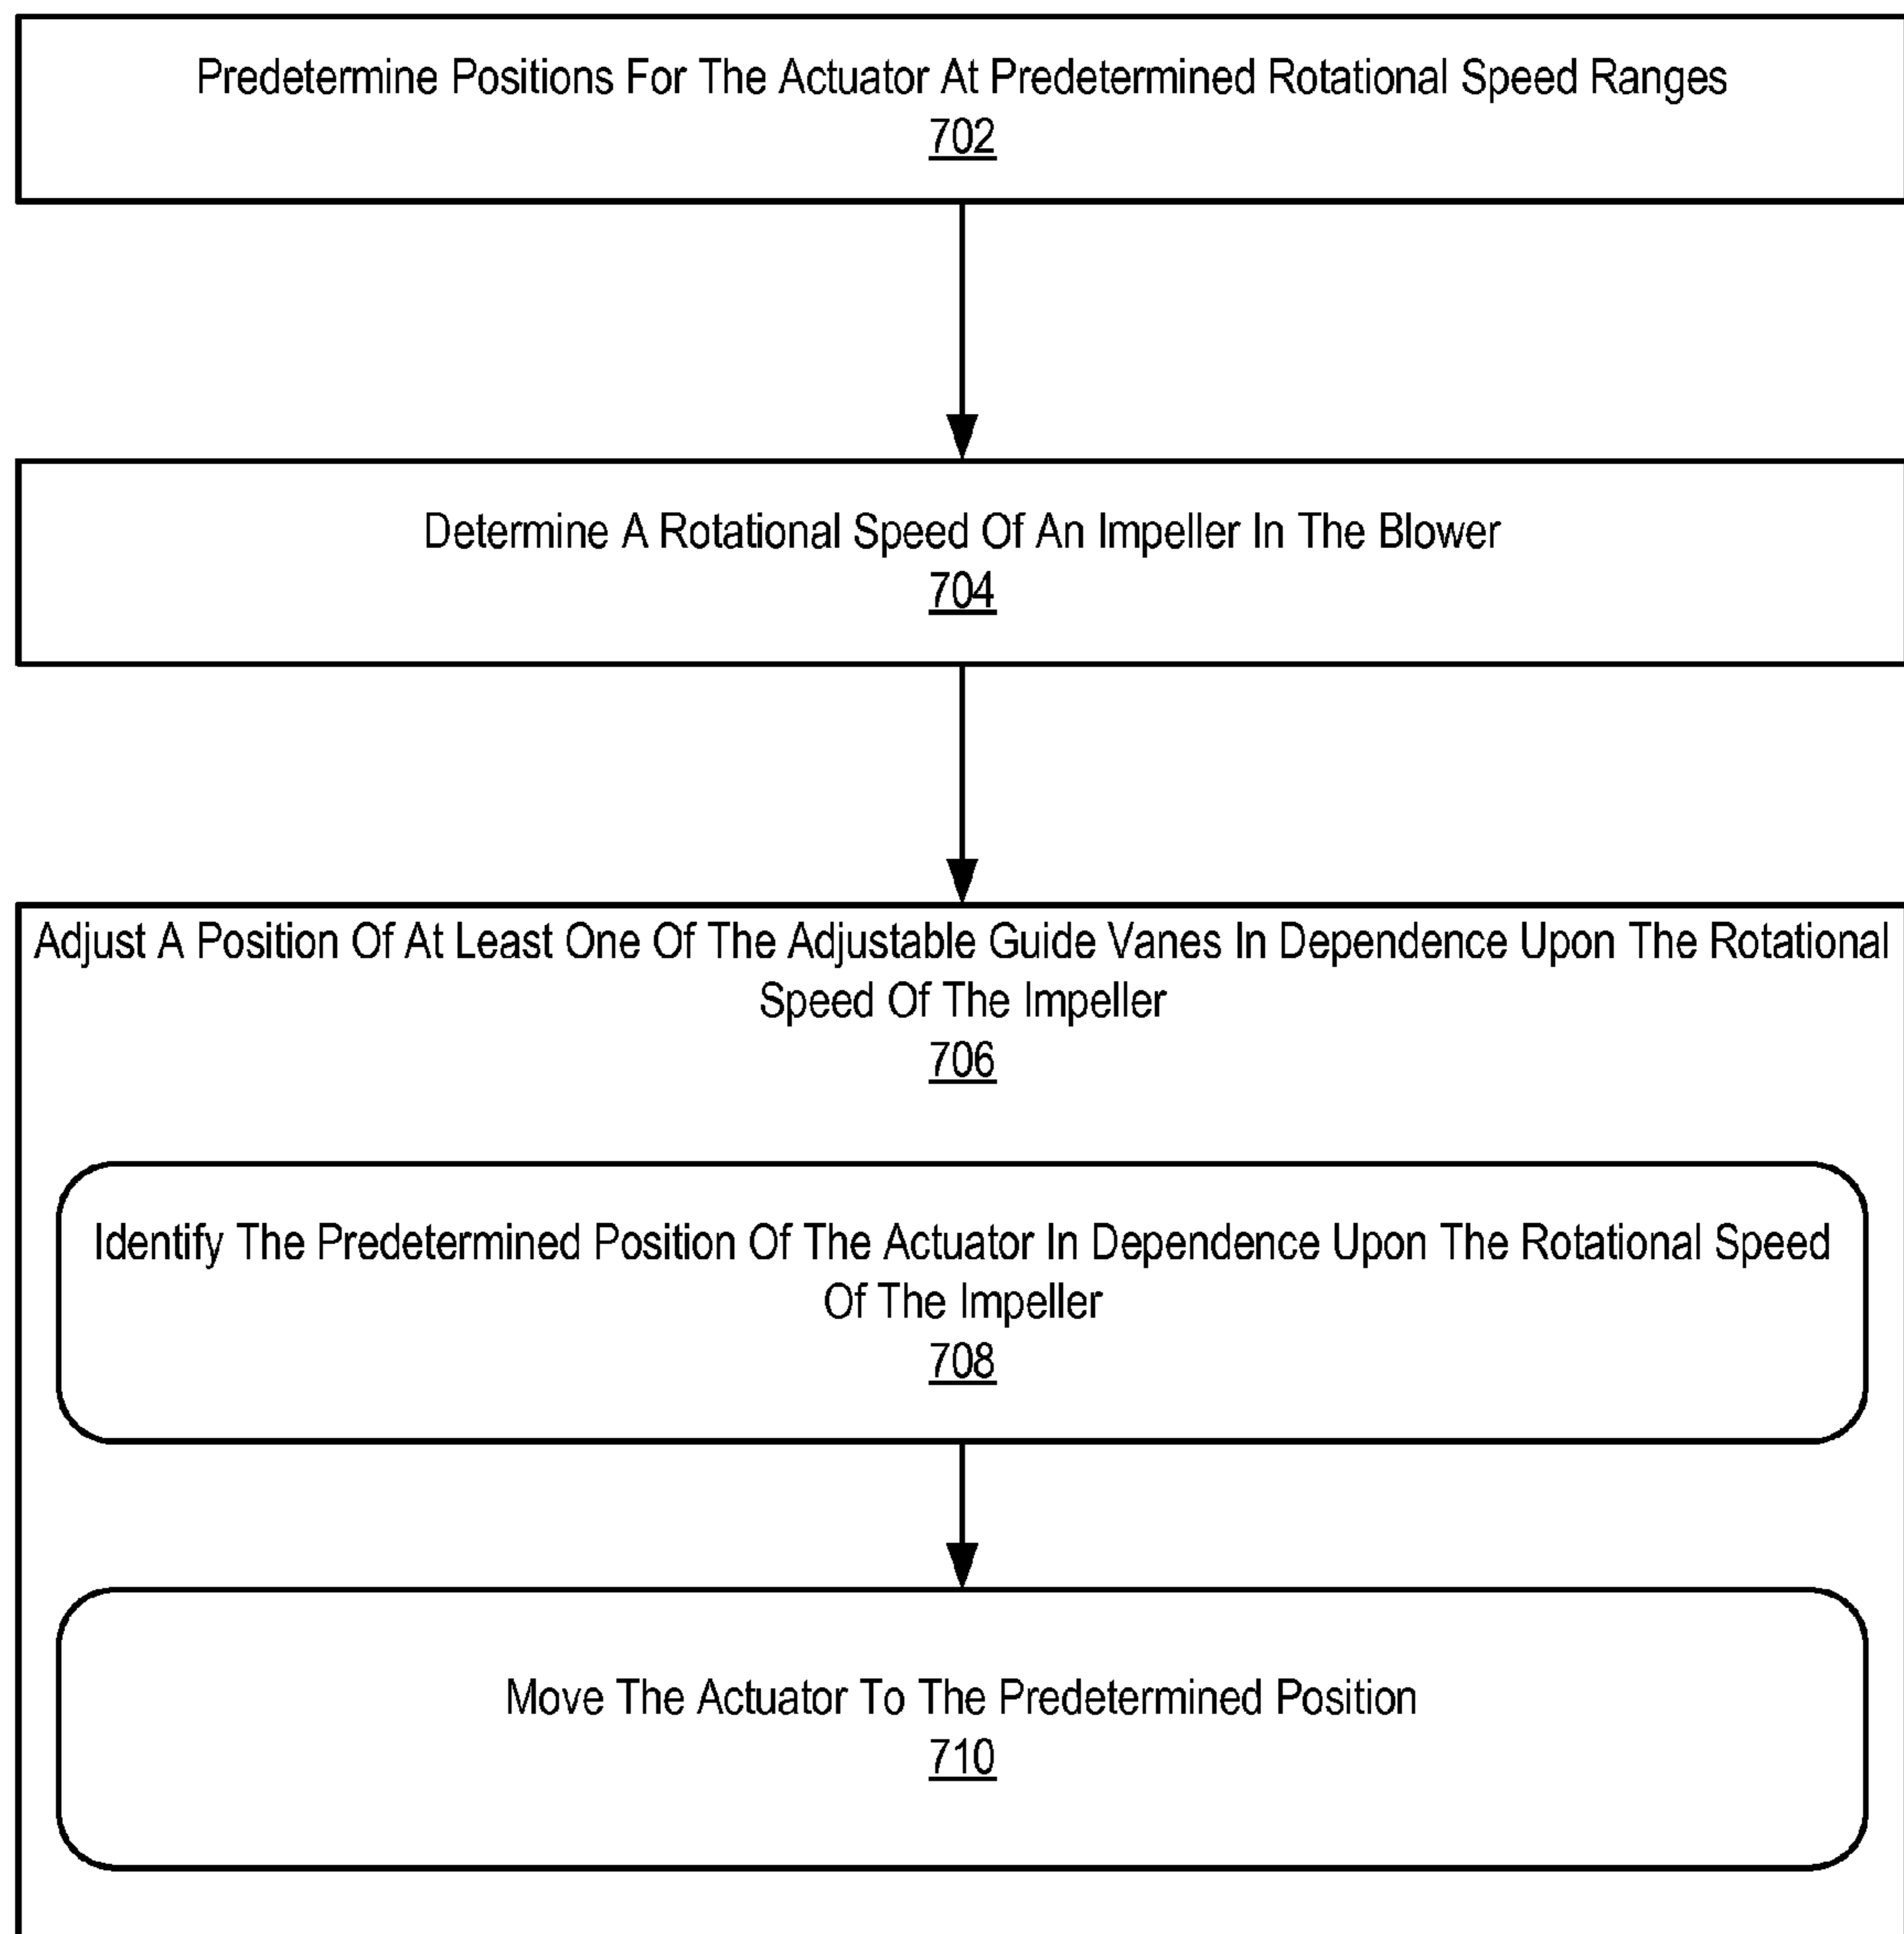 Predetermine Positions For The Actuator At Predetermined Rotational Speed Ranges
702
Determine A Rotational Speed Of An Impeller In The Blower
704
Adjust A Position Of At Least One Of The Adjustable Guide Vanes In Dependence Upon The Rotational
Speed Of The Impeller
706
Identify The Predetermined Position Of The Actuator In Dependence Upon The Rotational Speed
Of The Impeller
708
Move The Actuator To The Predetermined Position
710